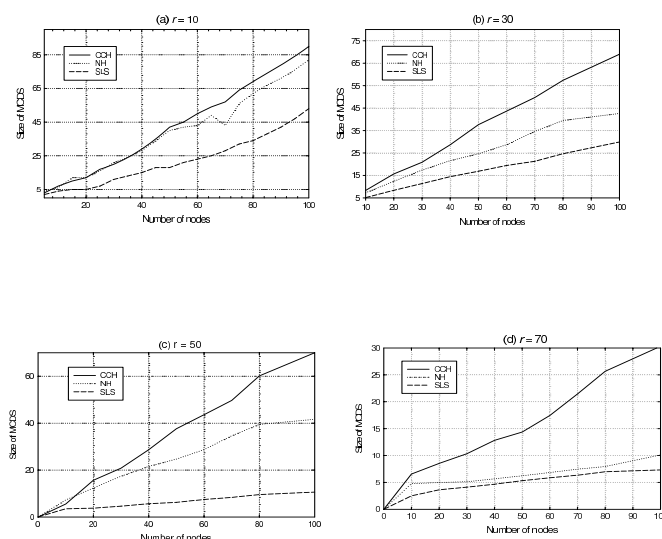 (a) r = 10
85
65
45
25
5
Size of MCDS
CCH
NH
SLS
20
40
60
80
100
Number of nodes
(b) r = 30
75
65
55
45
35
25
15
5
Size of MCDS
CCH
NH
SLS
10
20
30
40
50
60
70
80
90
100
Number of nodes
(c) r = 50
60
40
20
0
Size of MCDS
CCH
NH
SLS
0
20
40
60
80
100
Number of nodes
(d) r = 70
30
25
20
15
10
5
0
Size of MCDS
CCH
NH
SLS
0
10
20
30
40
50
60
70
80
90
100
Number of nodes